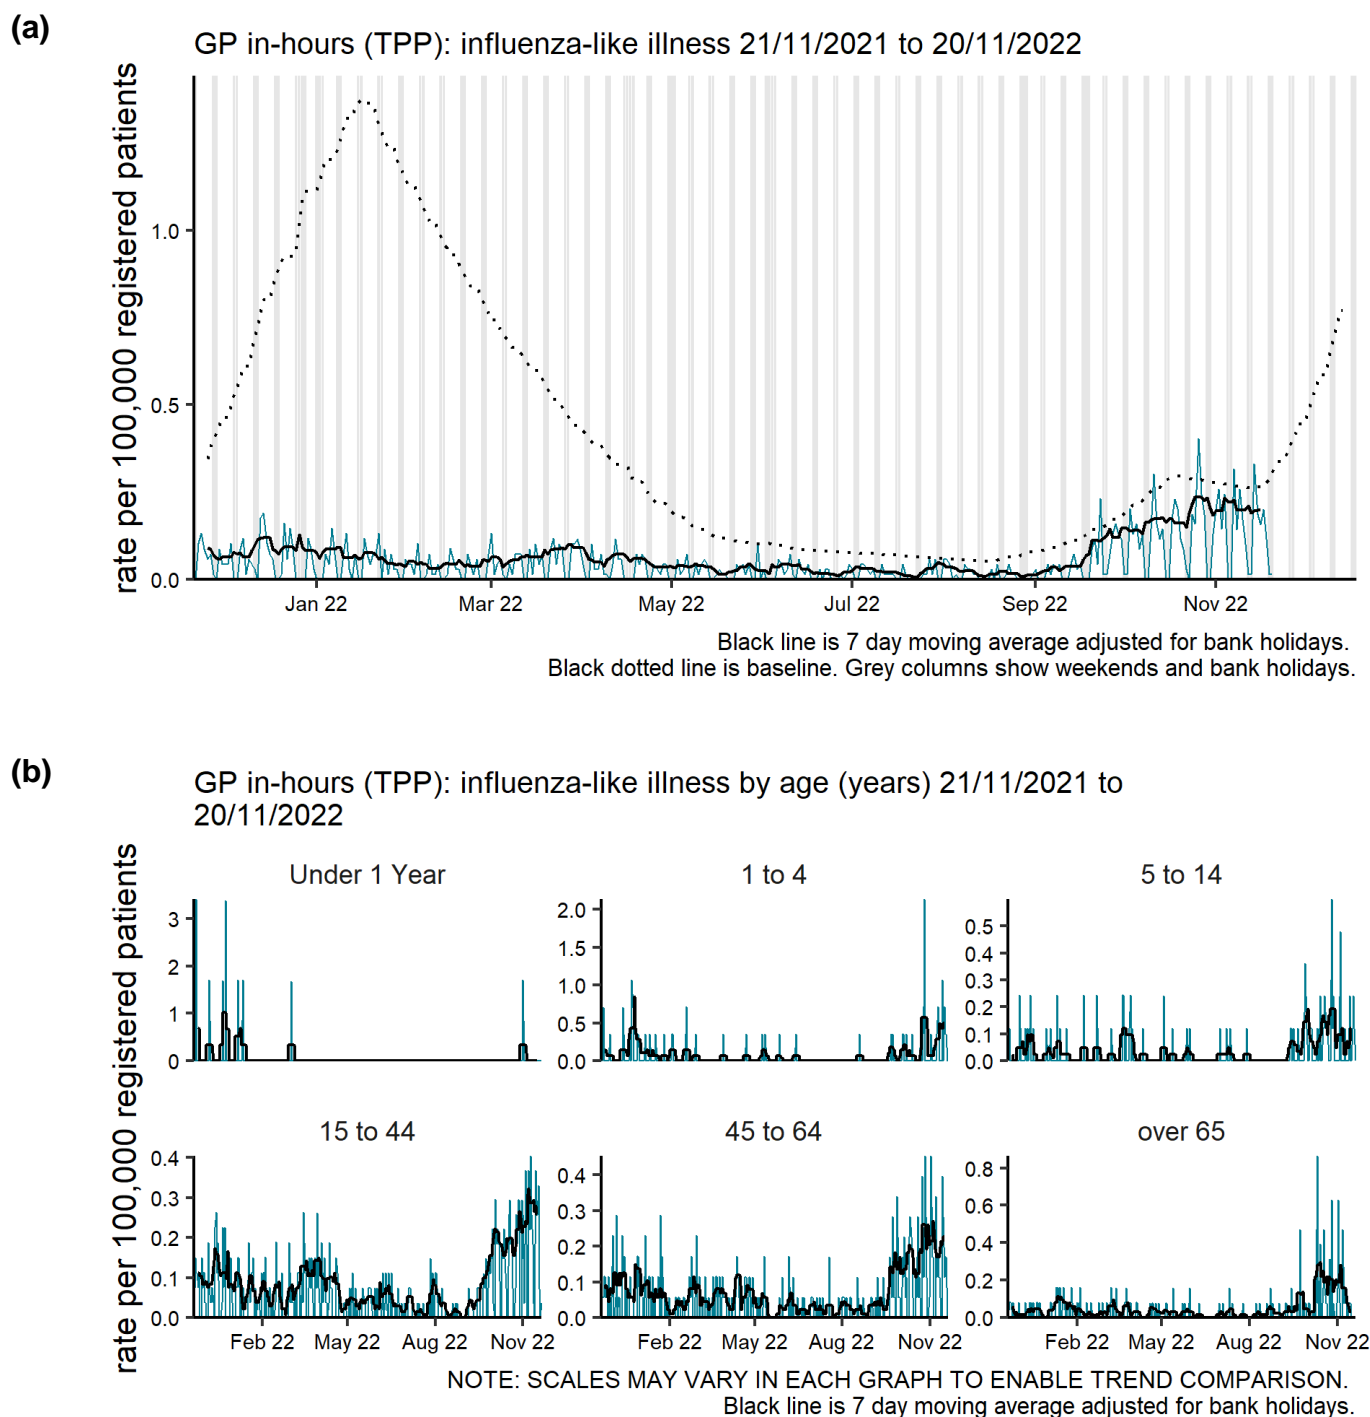 (a)
GP in-hours (TPP): influenza-like illness 21/11/2021 to 20/11/2022
rate per 100,000 registered patients
1.0
0.5
0.0
Jan 22 Mar 22 May 22 Jul 22 Sep 22 Nov 22
Black line is 7 day moving average adjusted for bank holidays.
Black dotted line is baseline. Grey columns show weekends and bank holidays.
(b)
GP in-hours (TPP): influenza-like illness by age (years) 21/11/2021 to
20/11/2022
rate per 100,000 registered patients
Under 1 Year
3
2
1
0
1 to 4
2.0
1.5
1.0
0.5
0.0
5 to 14
0.5
0.4
0.3
0.2
0.1
0.0
rate per 100,000 registered patients
15 to 44
0.4
0.3
0.2
0.1
0.0
Feb 22 May 22 Aug 22 Nov 22
45 to 64
0.4
0.3
0.2
0.1
0.0
Feb 22 May 22 Aug 22 Nov 22
over 65
0.8
0.6
0.4
0.2
0.0
Feb 22 May 22 Aug 22 Nov 22
NOTE: SCALES MAY VARY IN EACH GRAPH TO ENABLE TREND COMPARISON.
Black line is 7 day moving average adjusted for bank holidays.